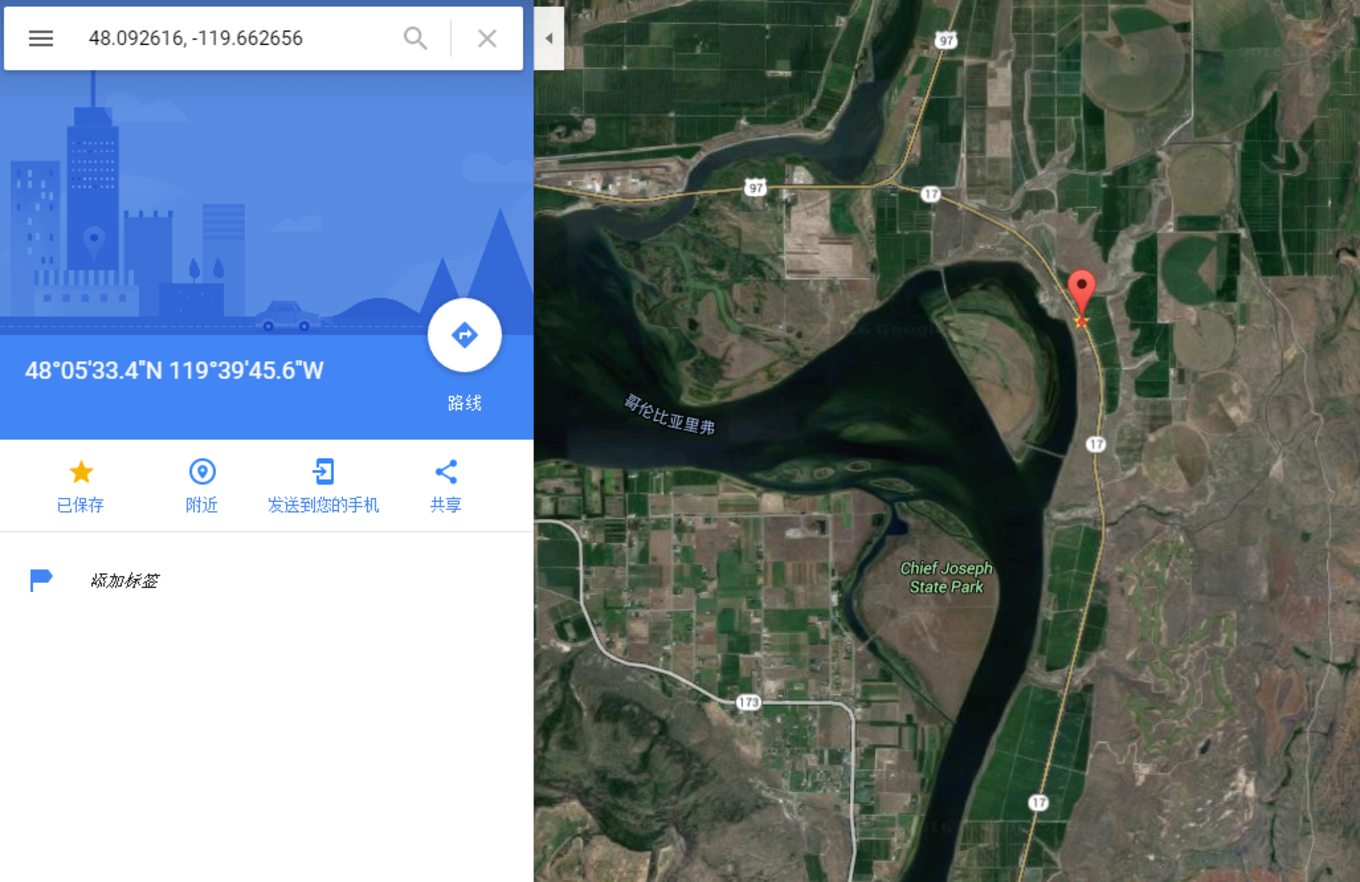 48.092616, -119.662656
48°05'33.4"N 119°39'45.6"W
路线
已保存
附近
发送到您的手机
共享
添加标签
97
97
17
哥伦比亚里弗
17
Chief Joseph
State Park
173
17